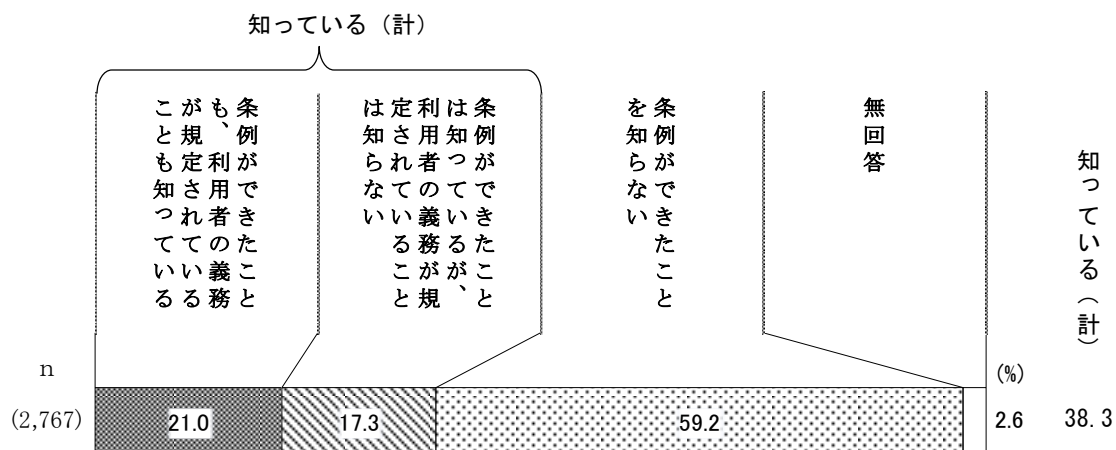 知っている（計）
条例ができたこと
も、利用者の義務
が規定されている
ことも知っている
条例ができたこと
は知っているが、
利用者の義務が規
定されていること
は知らない
条例ができたこと
を知らない
無回答
知っている（計）
n
(%)
(2,767)
21.0
17.3
59.2
2.6
38.3